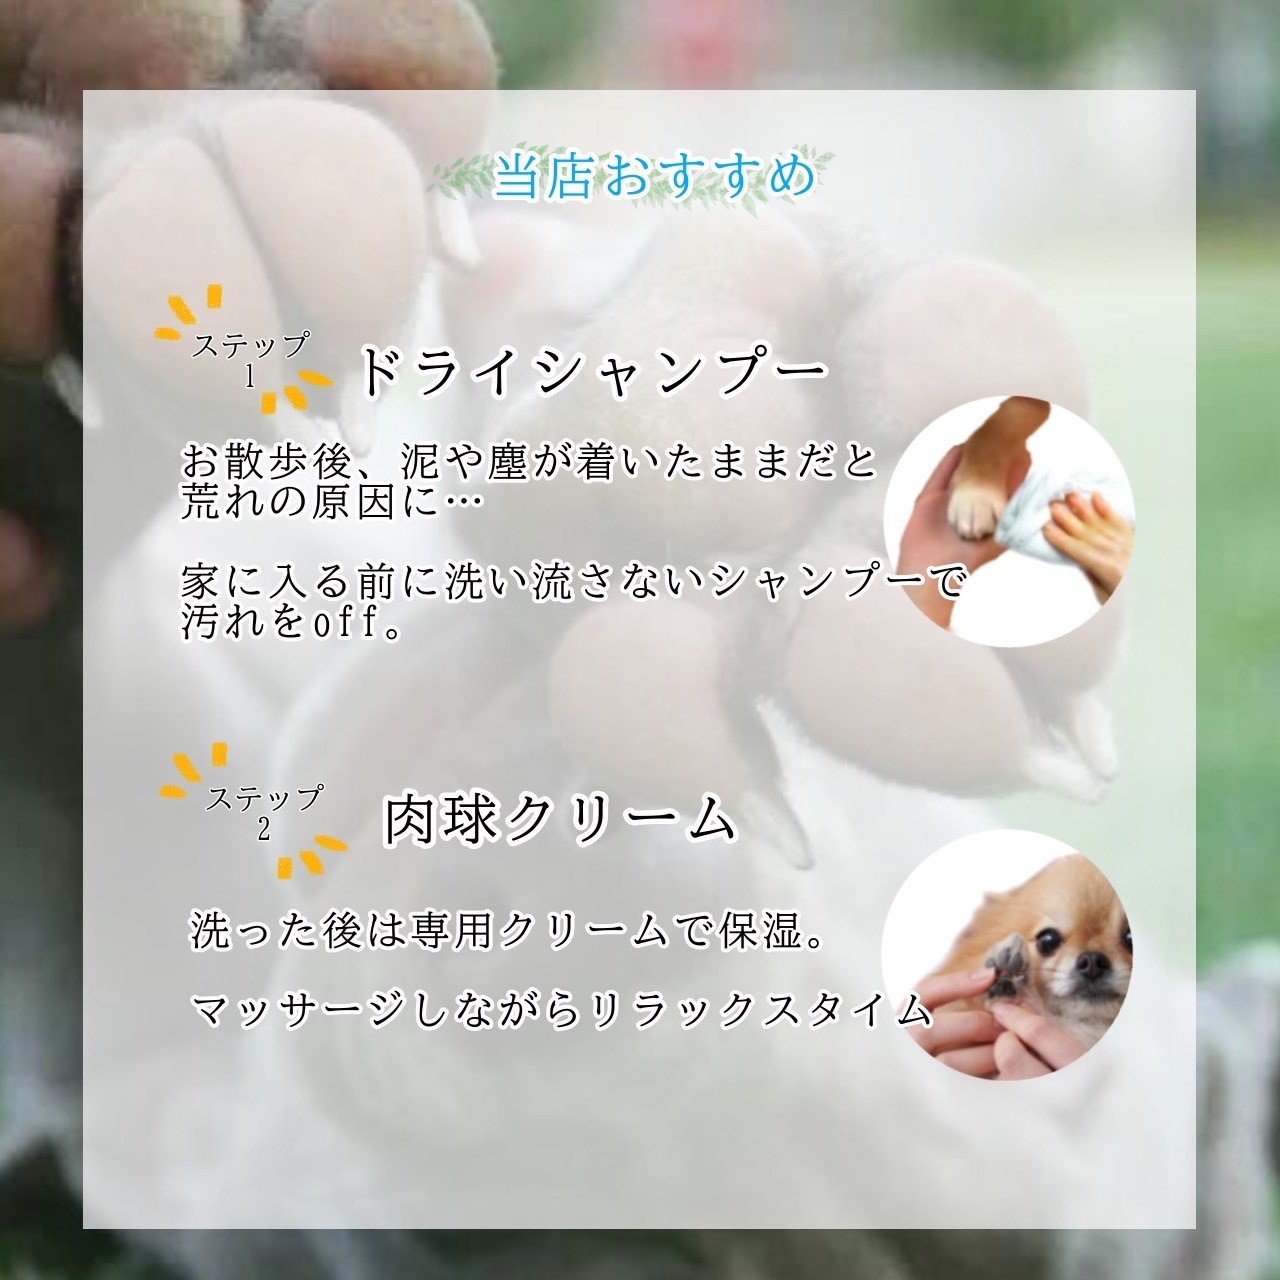 当店おすすめ
ステップ
1
ドライシャンプー
お散歩後、泥や塵が着いたままだと
荒れの原因に…
家に入る前に洗い流さないシャンプーで
汚れをoff。
ステップ
2
肉球クリーム
洗った後は専用クリームで保湿。
マッサージしながらリラックスタイム